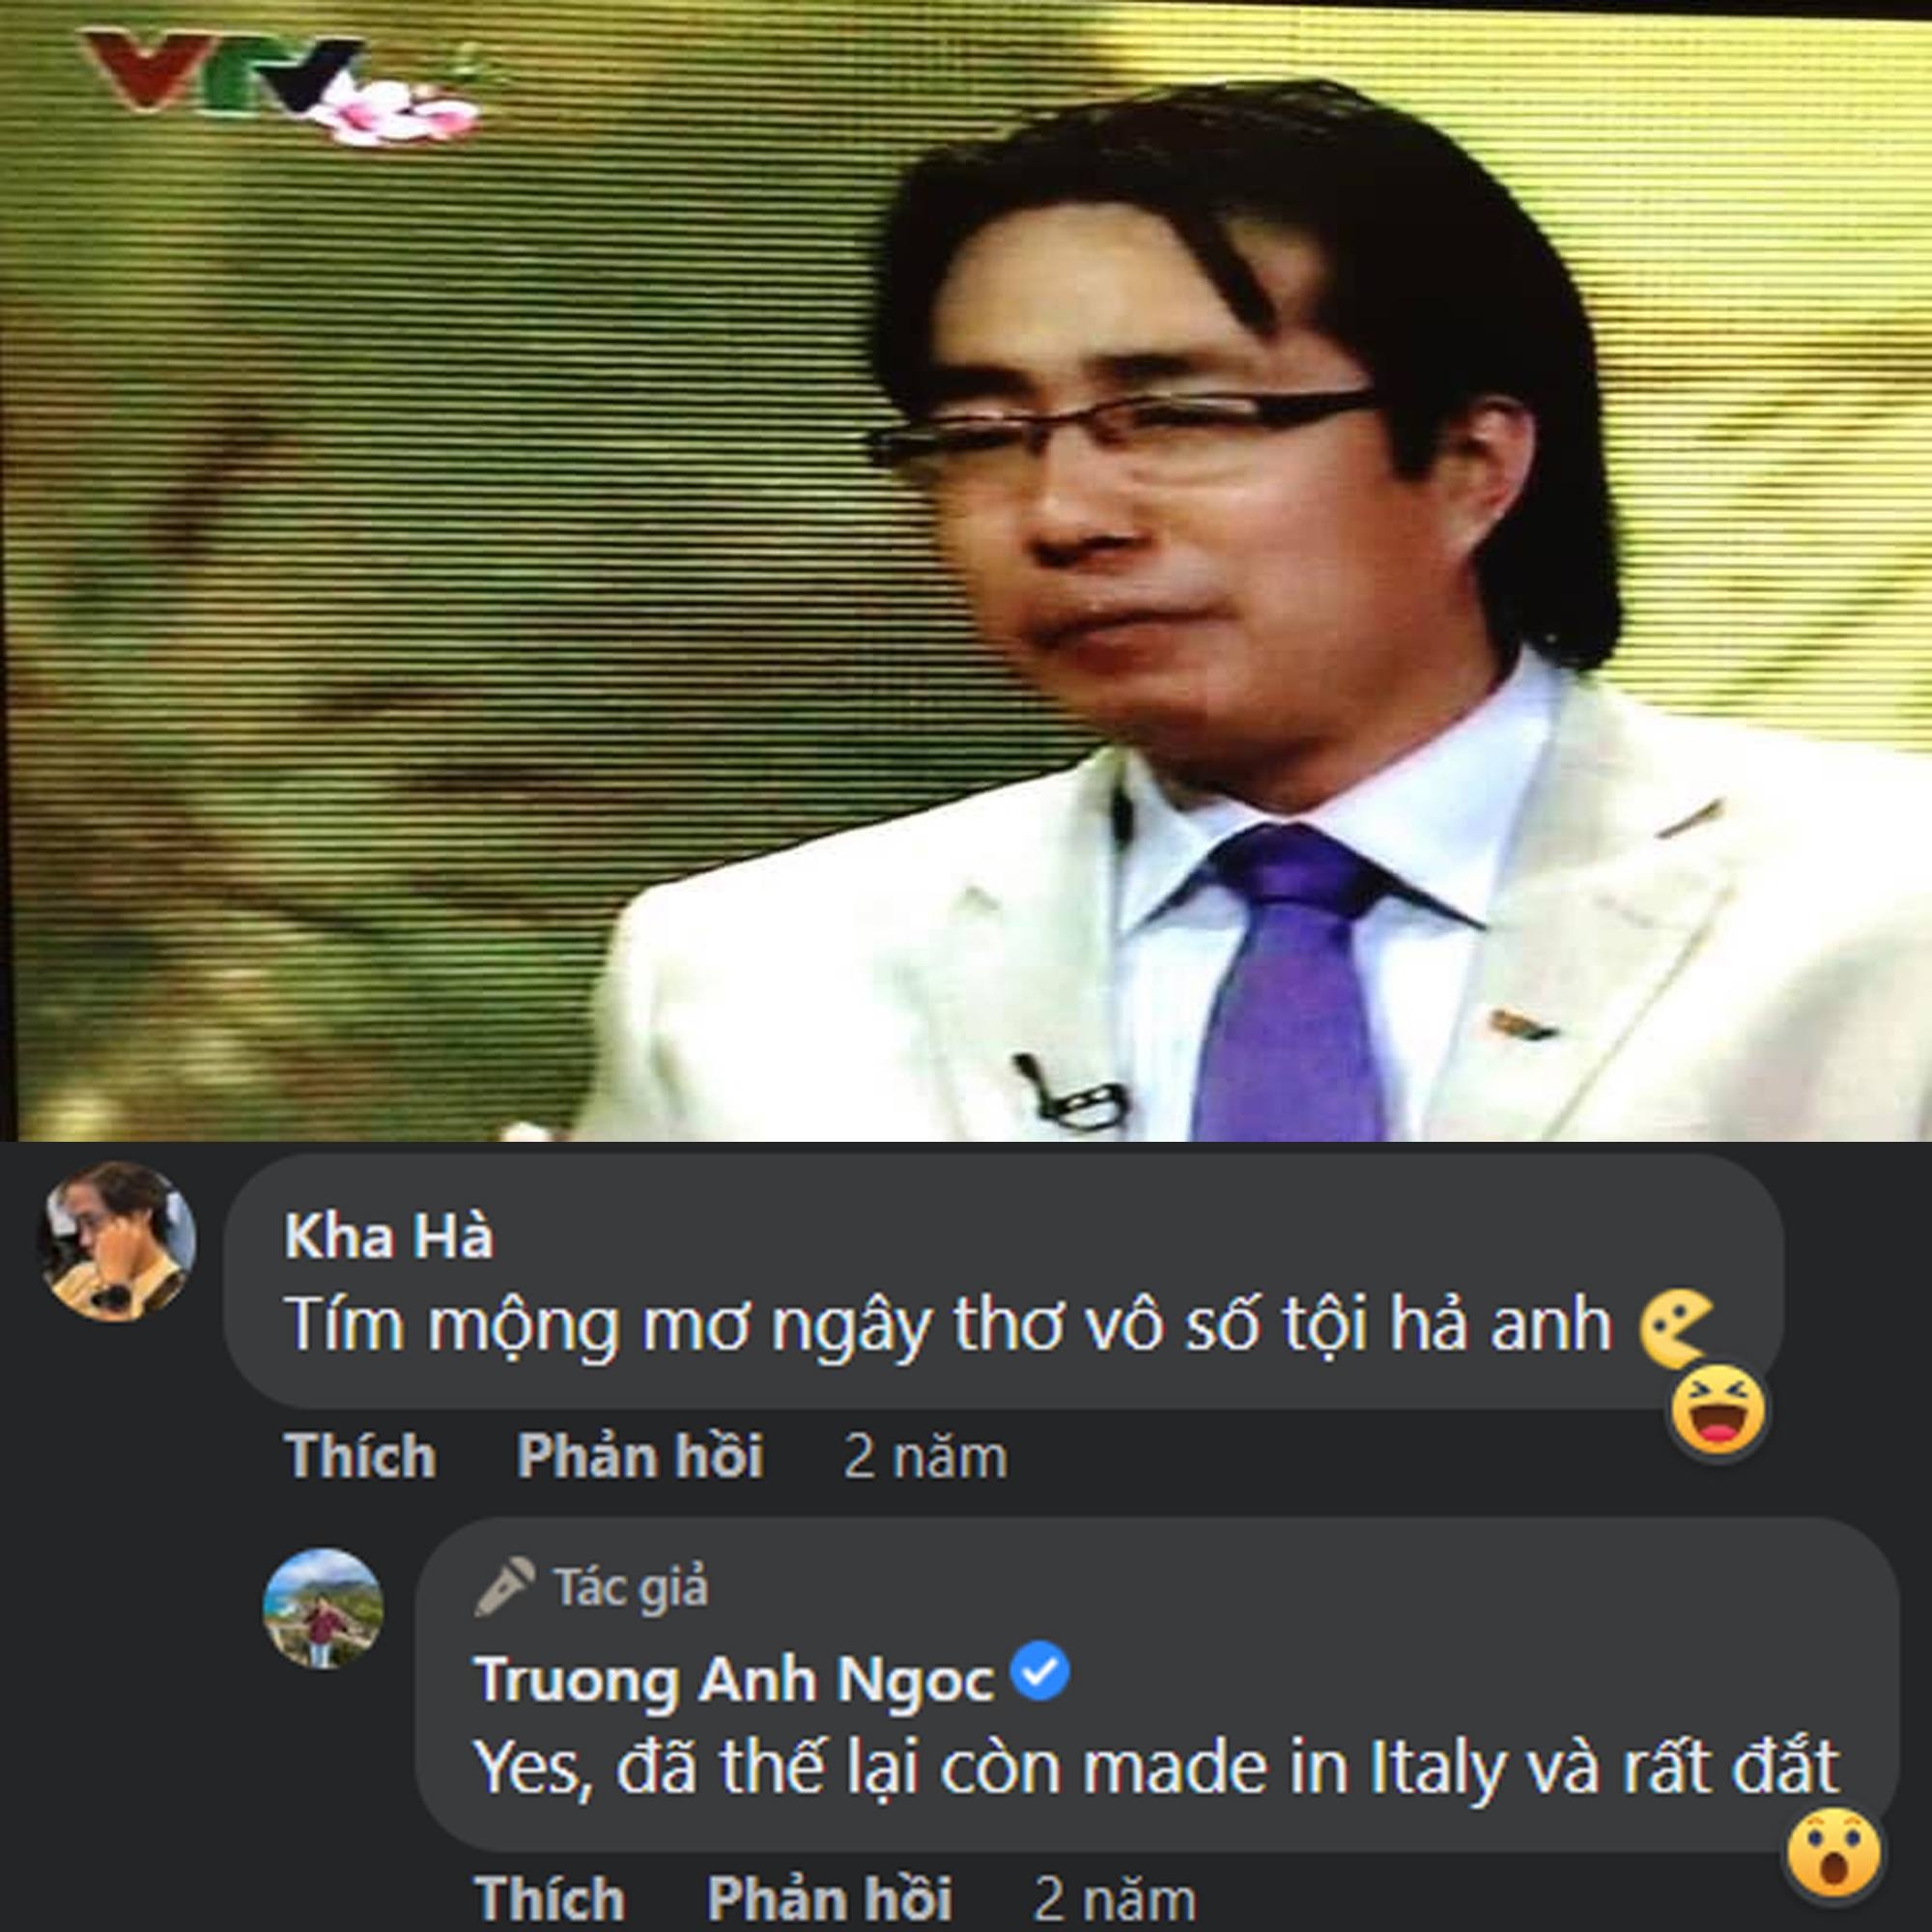 VTV
Kha Hà
Tím mộng mơ ngây thơ vô số tội hả anh
Thích Phản hồi 2 năm
Tác giả
Truong Anh Ngoc
Yes, đã thế lại còn made in Italy và rất đắt
Thích Phản hồi 2 năm